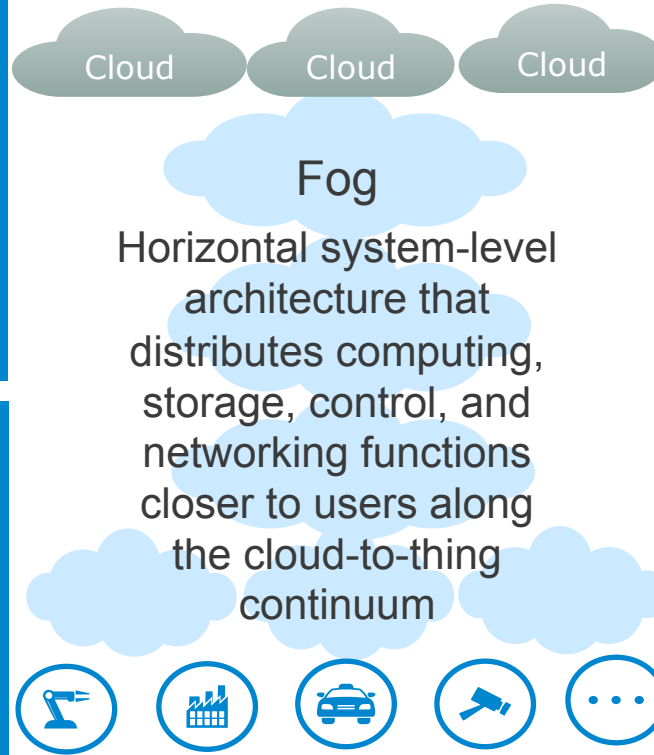 Cloud Cloud Cloud
Fog
Horizontal system-level
architecture that
distributes computing,
storage, control, and
networking functions
closer to users along
the cloud-to-thing
continuum